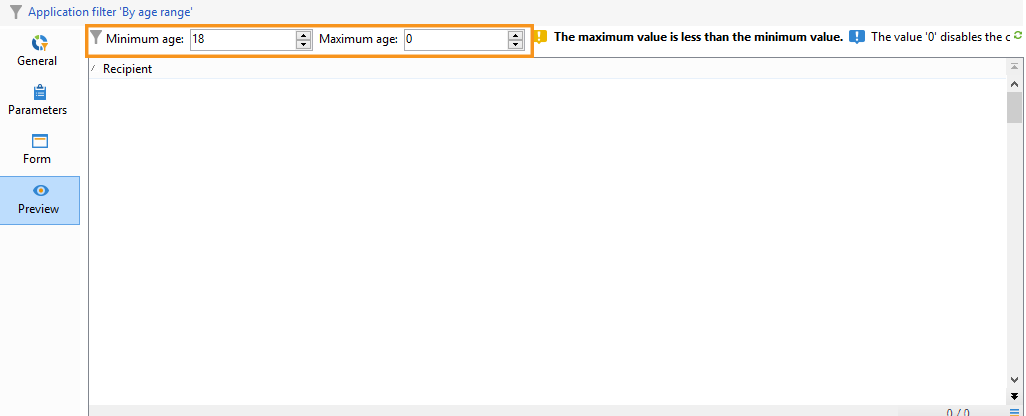 Application filter 'By age range'
General
Parameters
Form
Preview
Minimum age: 18 Maximum age: 0 The maximum value is less than the minimum value. The value '0' disables the c
Recipient
0 / 0